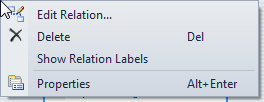 Edit Relation...
Delete Del
Show Relation Labels
Properties Alt+Enter